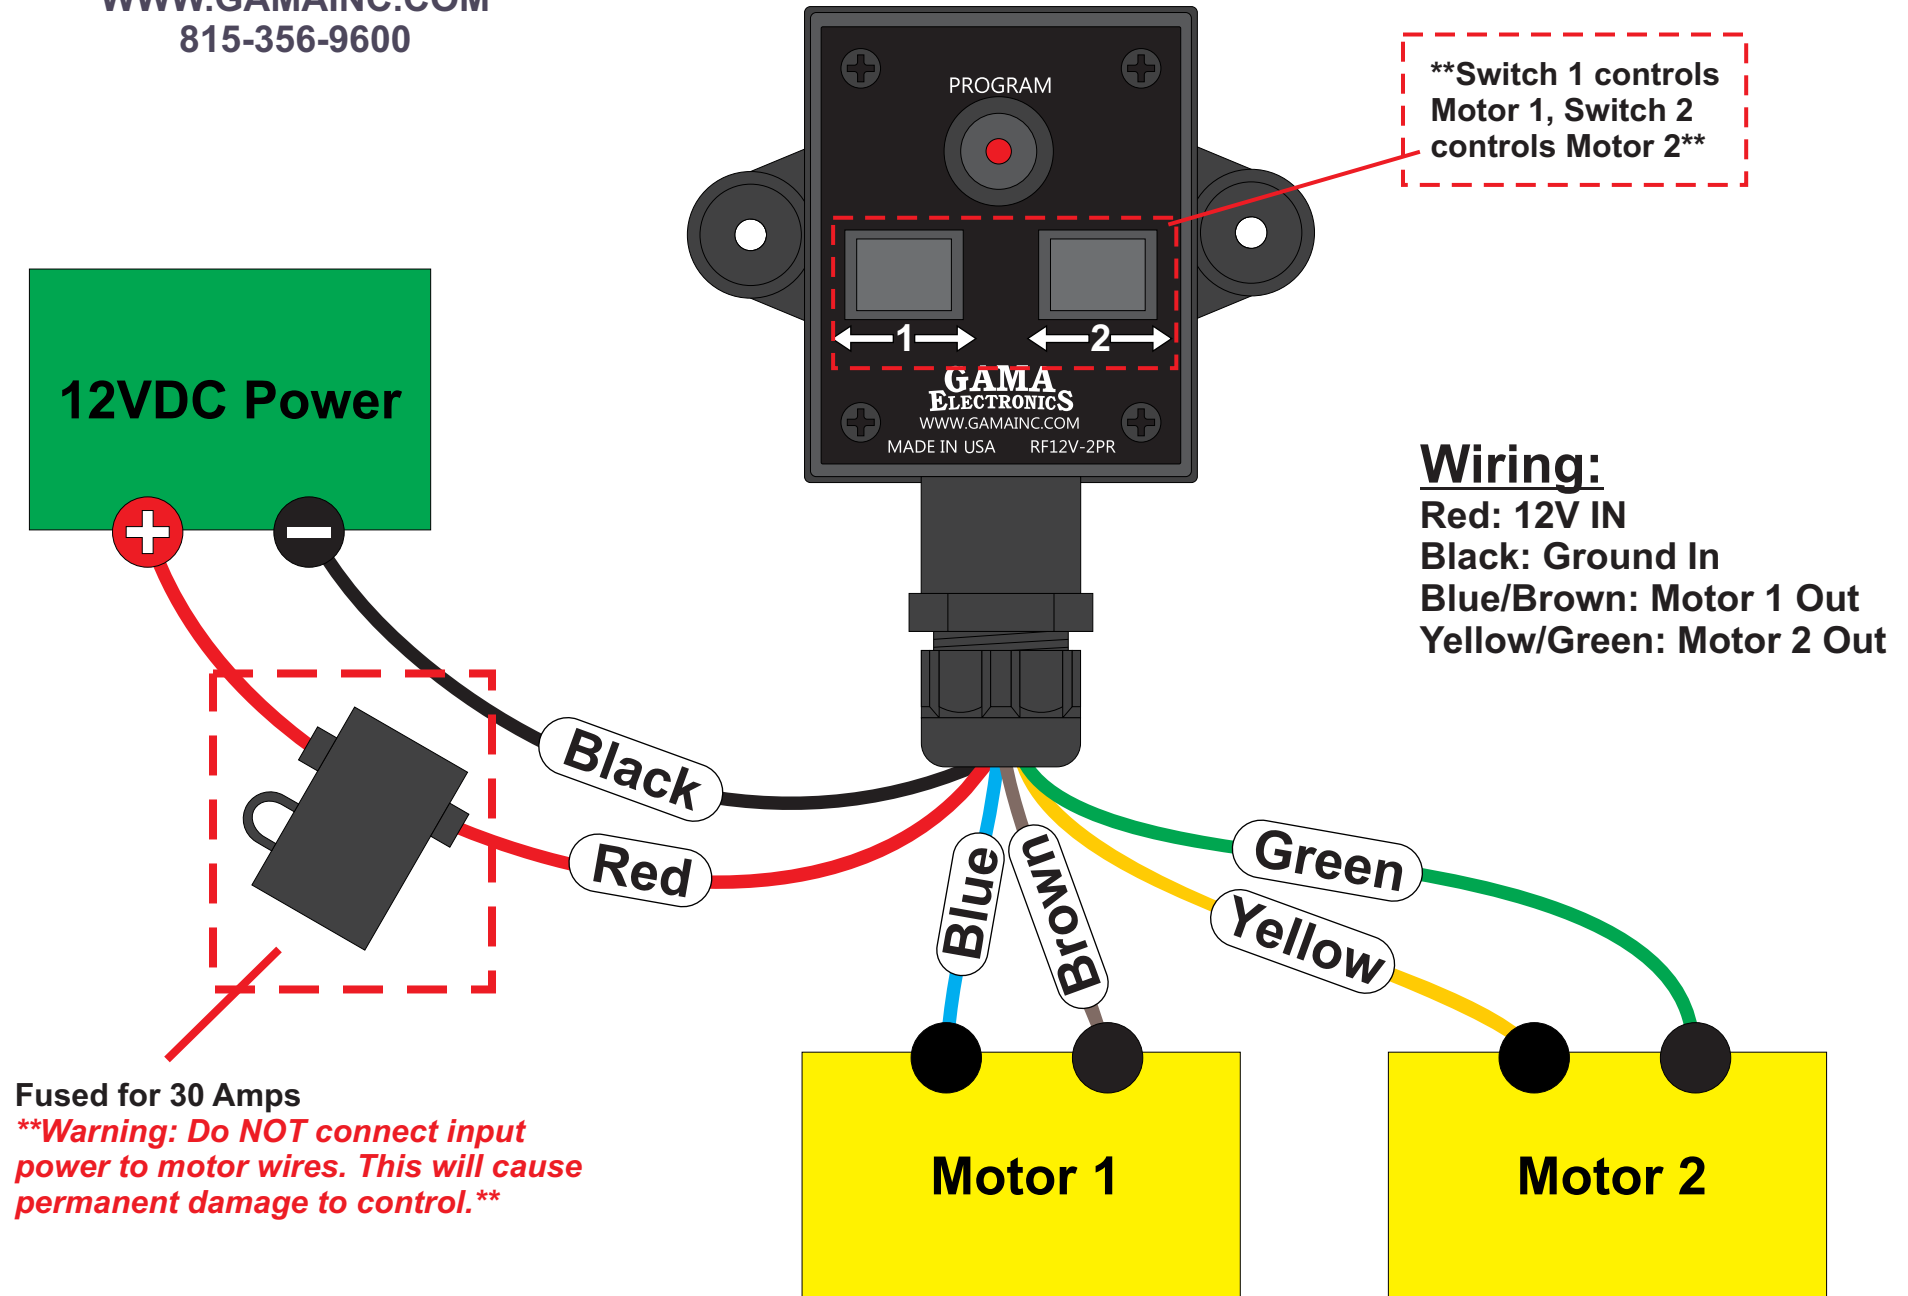 WWW.GAMAINC.COM
815-356-9600
PROGRAM
**Switch 1 controls
Motor 1, Switch 2
controls Motor 2**
1
2
GAMA
ELECTRONICS
WWW.GAMAINC.COM
MADE IN USA RF12V-2PR
12VDC Power
Wiring:
Red: 12V IN
Black: Ground In
Blue/Brown: Motor 1 Out
Yellow/Green: Motor 2 Out
Black
Red
Blue
Brown
Green
Yellow
Fused for 30 Amps
**Warning: Do NOT connect input
power to motor wires. This will cause
permanent damage to control.**
Motor 1
Motor 2